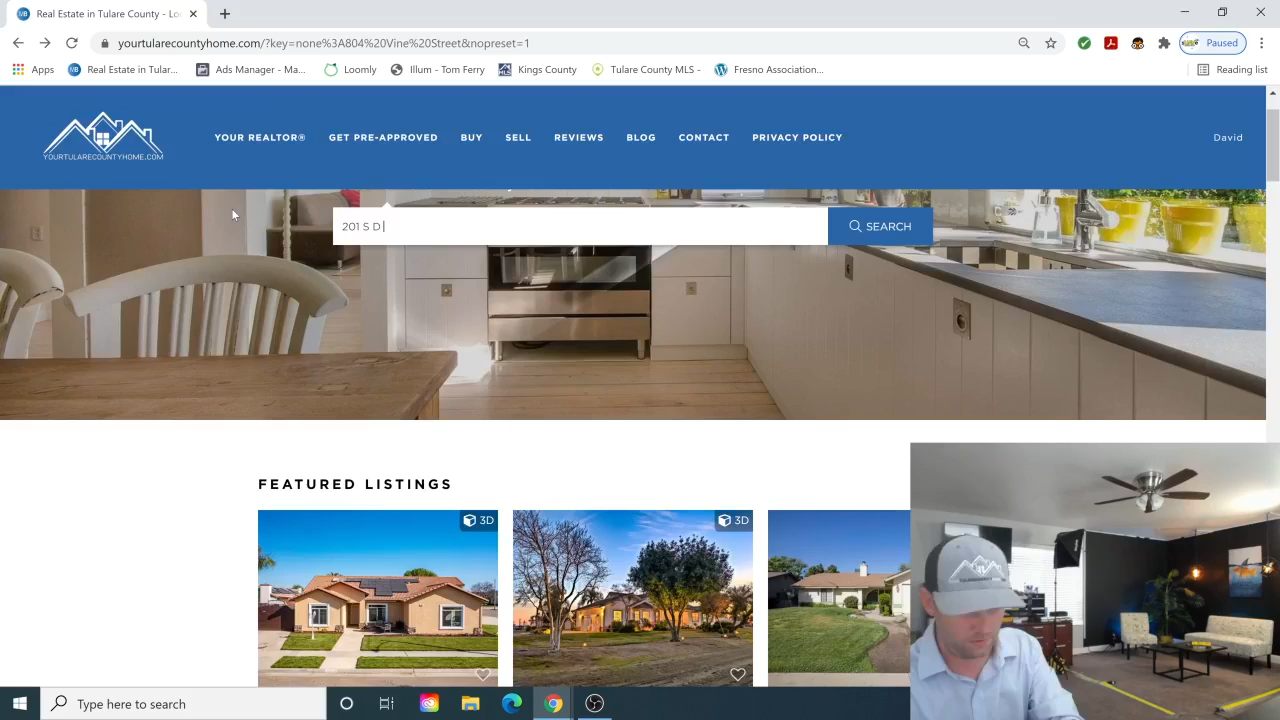 Real Estate in Tulare County - Lo
yourtularecountyhome.com/?key=none%3A804%20Vine%20Street&nopreset=1
Paused
Apps
Real Estate in Tular...
Ads Manager - Ma...
Loomly
Illum - Tom Ferry
Kings County
Tulare County MLS -
Fresno Association...
Reading list
YOURTULARECOUNTYHOME.COM
YOUR REALTOR®
GET PRE-APPROVED
BUY
SELL
REVIEWS
BLOG
CONTACT
PRIVACY POLICY
David
201 S D
SEARCH
FEATURED LISTINGS
3D
3D
Type here to search